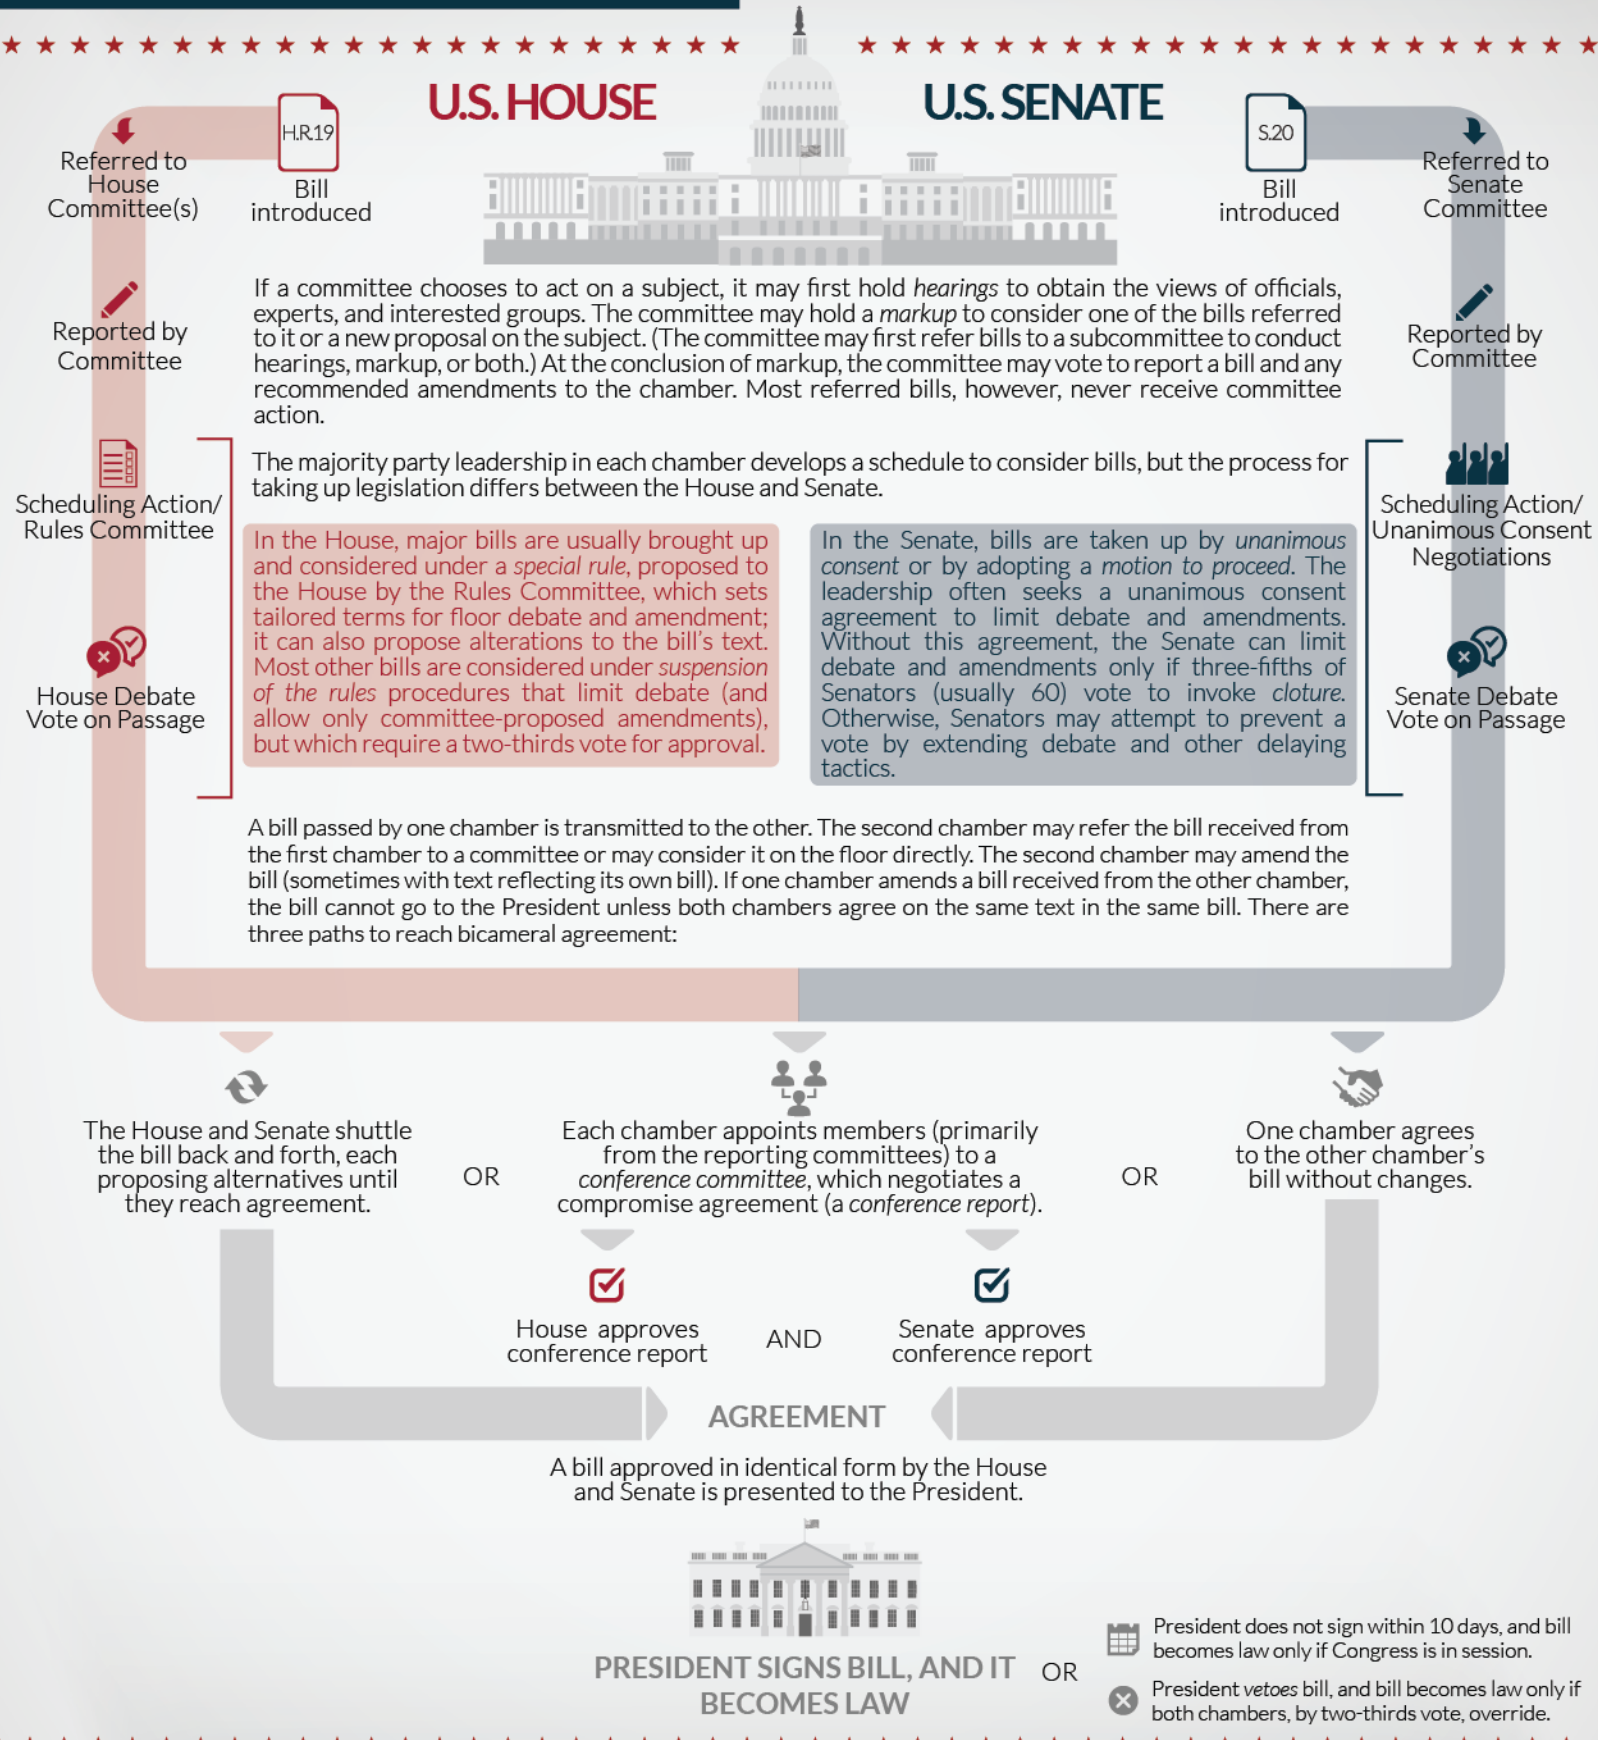 U.S. HOUSE
U.S. SENATE
H.R.19
Bill
introduced
Referred to
House
Committee(s)
S.20
Bill
introduced
Referred to
Senate
Committee
Reported by
Committee
If a committee chooses to act on a subject, it may first hold hearings to obtain the views of officials,
experts, and interested groups. The committee may hold a markup to consider one of the bills referred
to it or a new proposal on the subject. (The committee may first refer bills to a subcommittee to conduct
hearings, markup, or both.) At the conclusion of markup, the committee may vote to report a bill and any
recommended amendments to the chamber. Most referred bills, however, never receive committee
action.
Reported by
Committee
Scheduling Action/
Rules Committee
The majority party leadership in each chamber develops a schedule to consider bills, but the process for
taking up legislation differs between the House and Senate.
Scheduling Action/
Unanimous Consent
Negotiations
In the House, major bills are usually brought up
and considered under a special rule, proposed to
the House by the Rules Committee, which sets
tailored terms for floor debate and amendment;
it can also propose alterations to the bill's text.
Most other bills are considered under suspension
of the rules procedures that limit debate (and
allow only committee-proposed amendments),
but which require a two-thirds vote for approval.
In the Senate, bills are taken up by unanimous
consent or by adopting a motion to proceed. The
leadership often seeks a unanimous consent
agreement to limit debate and amendments.
Without this agreement, the Senate can limit
debate and amendments only if three-fifths of
Senators (usually 60) vote to invoke cloture.
Otherwise, Senators may attempt to prevent a
vote by extending debate and other delaying
tactics.
House Debate
Vote on Passage
Senate Debate
Vote on Passage
A bill passed by one chamber is transmitted to the other. The second chamber may refer the bill received from
the first chamber to a committee or may consider it on the floor directly. The second chamber may amend the
bill (sometimes with text reflecting its own bill). If one chamber amends a bill received from the other chamber,
the bill cannot go to the President unless both chambers agree on the same text in the same bill. There are
three paths to reach bicameral agreement:
The House and Senate shuttle
the bill back and forth, each
proposing alternatives until
they reach agreement.
OR
Each chamber appoints members (primarily
from the reporting committees) to a
conference committee, which negotiates a
compromise agreement (a conference report).
OR
One chamber agrees
to the other chamber's
bill without changes.
House approves
conference report
AND
Senate approves
conference report
AGREEMENT
A bill approved in identical form by the House
and Senate is presented to the President.
PRESIDENT SIGNS BILL, AND IT
BECOMES LAW
OR
President does not sign within 10 days, and bill
becomes law only if Congress is in session.
President vetoes bill, and bill becomes law only if
both chambers, by two-thirds vote, override.